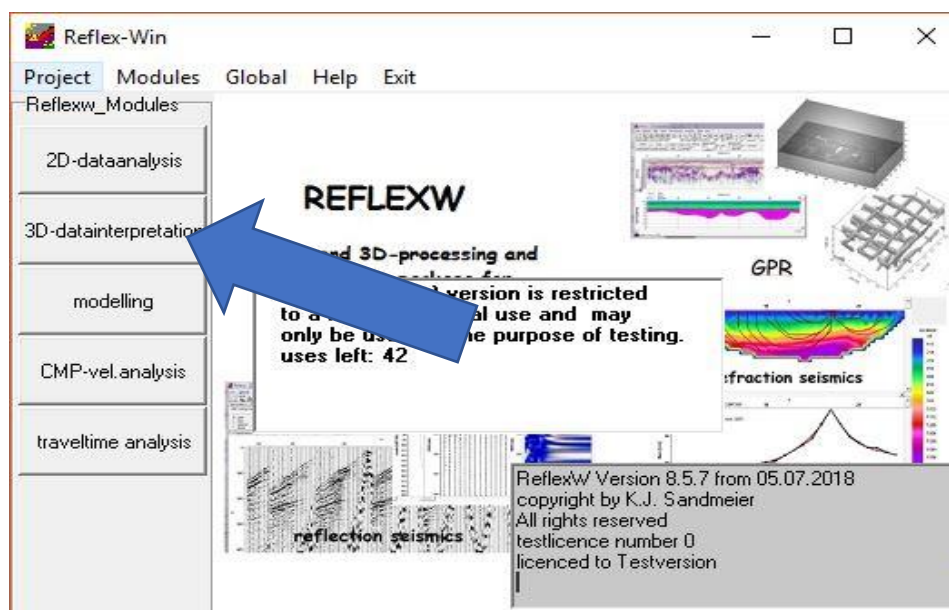 Reflex-Win
Project Modules Global Help Exit
Reflexw_Modules
2D-dataanalysis
3D-datainterpretation
modelling
CMP-vel.analysis
traveltime analysis
REFLEXW
and 3D-processing and
GPR
version is restricted
to a use and may
only be purpose of testing.
uses left: 42
refraction seismics
reflection seismics
ReflexW Version 8.5.7 from 05.07.2018
copyright by K.J. Sandmeier
All rights reserved
testlicence number 0
licenced to Testversion